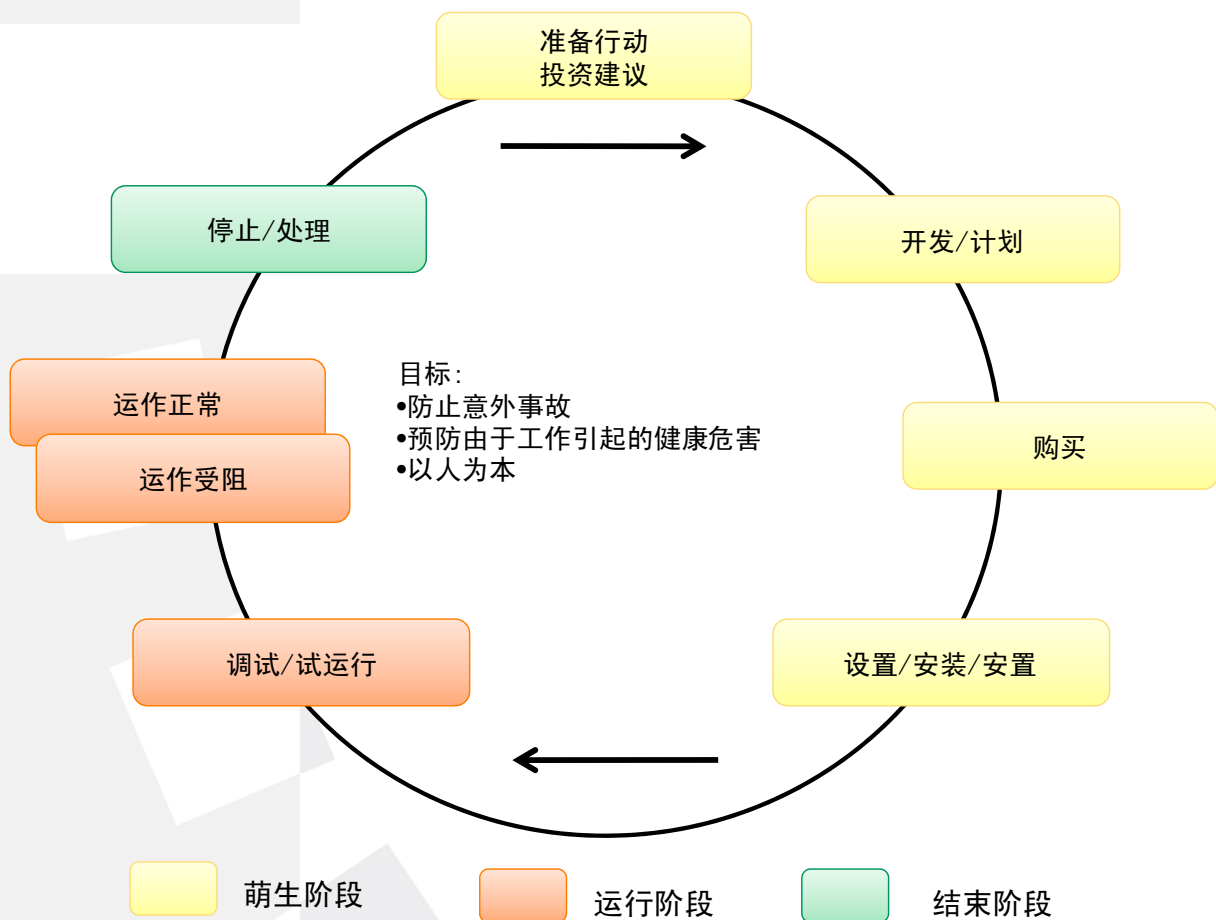 准备行动
投资建议
停止/处理
开发/计划
运作正常
运作受阻
目标:
•防止意外事故
•预防由于工作引起的健康危害
•以人为本
购买
调试/试运行
设置/安装/安置
萌生阶段
运行阶段
结束阶段